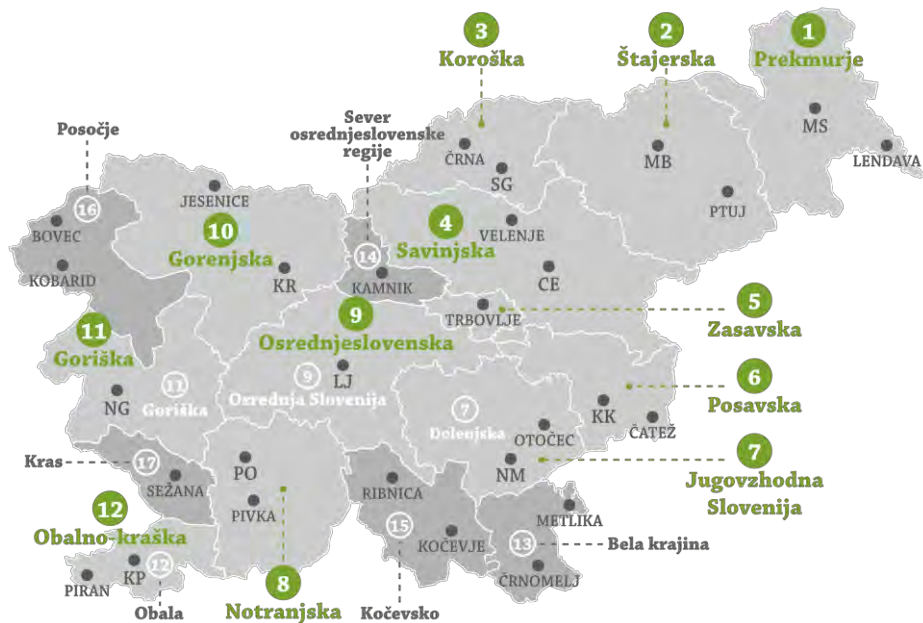 3
Koroška
2
Štajerska
1
Prekmurje
Posočje
Sever
osrednjeslovenske
regije
MS
ČRNA
MB
LENDAVA
SG
JESENICE
PTUJ
16
BOVEC
10
Gorenjska
4
Savinjska
VELENJE
KOBARID
14
KR
KAMNIK
CE
5
Zasavska
TRBOVLJE
9
Osrednjeslovenska
11
Goriška
LJ
9
Osrednja Slovenija
11
Goriška
6
Posavska
NG
7
Dolenjska
KK
ČATEŽ
OTOČEC
7
Jugovzhodna
Slovenija
NM
Kras
17
SEŽANA
PO
RIBNICA
PIVKA
12
Obalno-kraška
METLIKA
15
KOČEVJE
13
Bela krajina
KP
12
PIRAN
ČRNOMELJ
8
Notranjska
Obala
Kočevsko